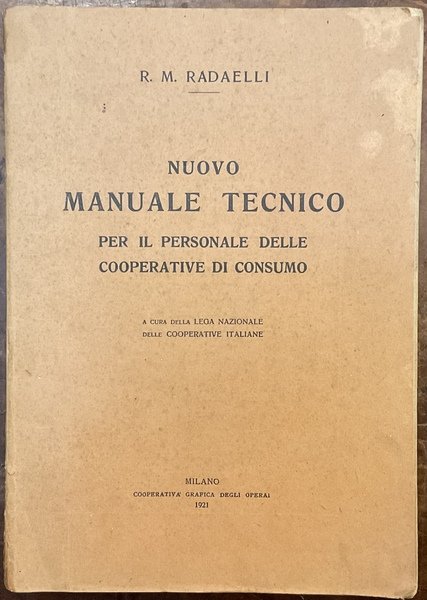 R. M. RADAELLI
NUOVO
MANUALE TECNICO
PER IL PERSONALE DELLE
COOPERATIVE DI CONSUMO
A CURA DELLA LEGA NAZIONALE
DELLE COOPERATIVE ITALIANE
MILANO
COOPERATIVA GRAFICA DEGLI OPERAI
1921